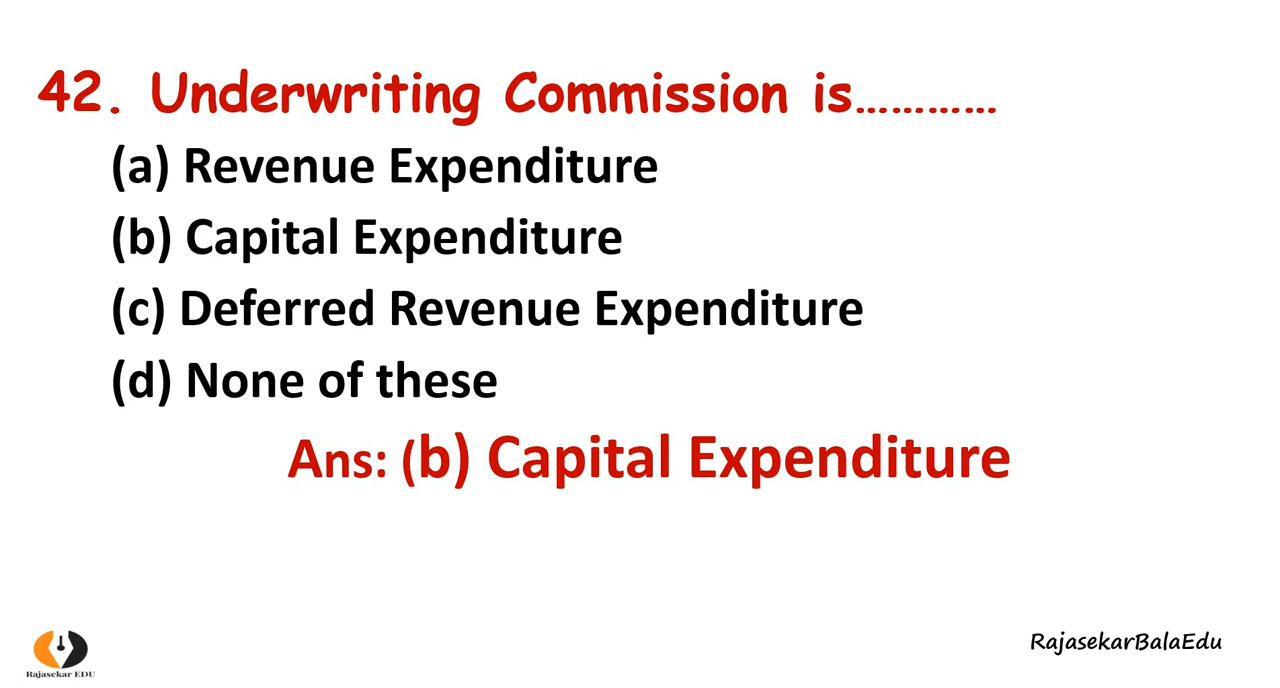 42. Underwriting Commission is…………
(a) Revenue Expenditure
(b) Capital Expenditure
(c) Deferred Revenue Expenditure
(d) None of these
Ans: (b) Capital Expenditure
RajasekarBalaEdu
Rajasekar EDU